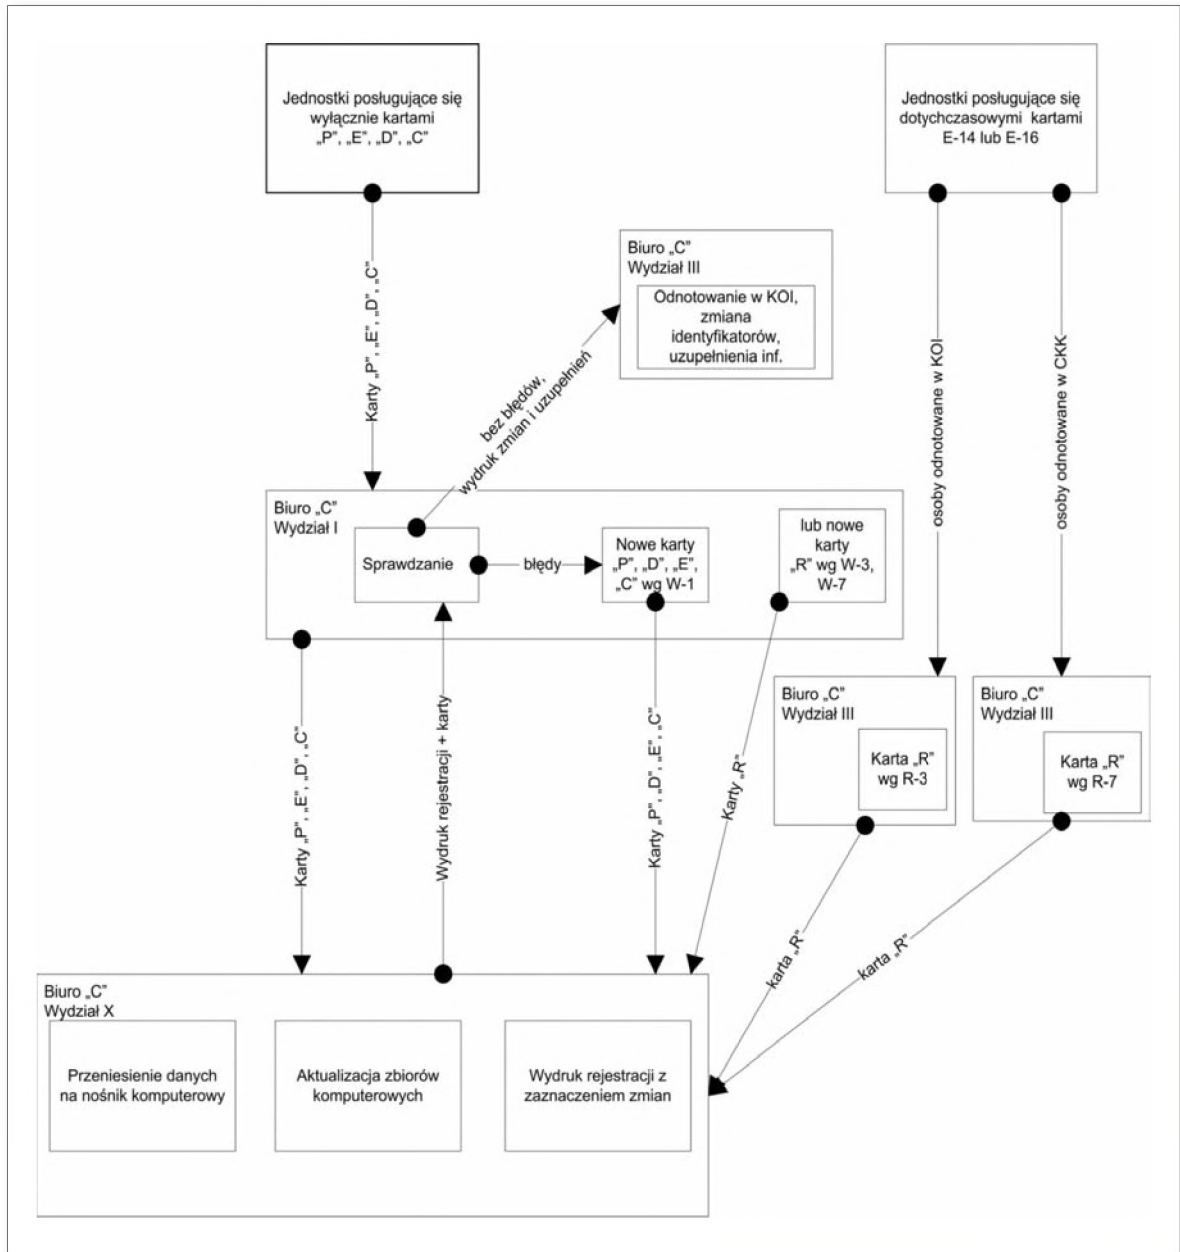 Jednostki posługujące się
wyłącznie kartami
„P”, „E”, „D”, „C”
Jednostki posługujące się
dotychczasowymi kartami
E-14 lub E-16
Karty „P”, „E”, „D”, „C”
Biuro „C”
Wydział III
Odnotowanie w KOI,
zmiana
identyfikatorów,
uzupełnienia inf.
bez błędów,
wydruk zmian i uzupełnień
osoby odnotowane w KOI
osoby odnotowane w CKK
Biuro „C”
Wydział I
Sprawdzanie
błędy
Nowe karty
„P”, „D”, „E”,
„C” wg W-1
lub nowe
karty
„R” wg W-3,
W-7
Karty „P”, „E”, „D”, „C”
Wydruk rejestracji + karty
Karty „P”, „D”, „E”, „C”
Karty „R”
Biuro „C”
Wydział III
Karta „R”
wg R-3
Biuro „C”
Wydział III
Karta „R”
wg R-7
karta „R”
karta „R”
Biuro „C”
Wydział X
Przeniesienie danych
na nośnik komputerowy
Aktualizacja zbiorów
komputerowych
Wydruk rejestracji z
zaznaczeniem zmian